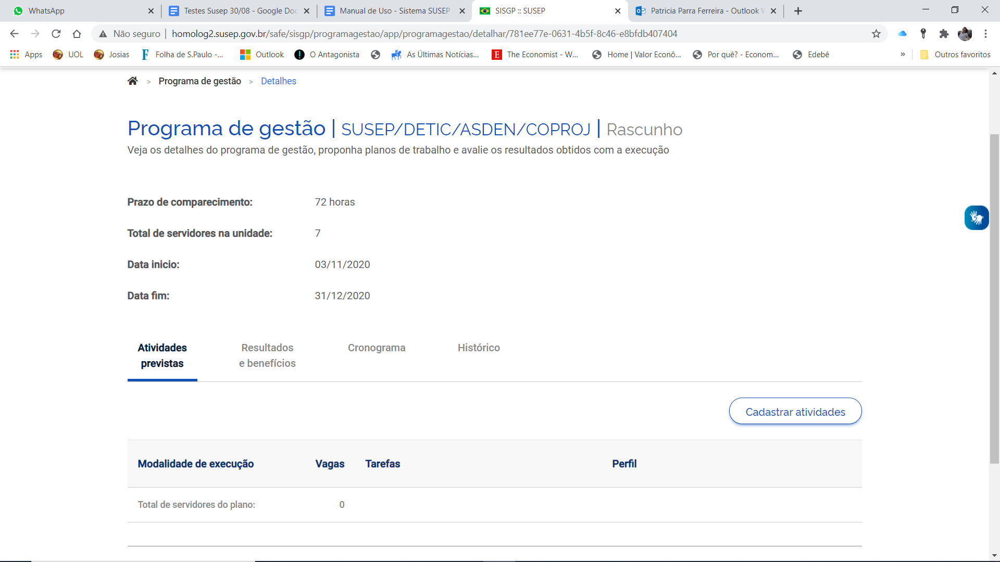 WhatsApp
Testes Susep 30/08 - Google Doc
Manual de Uso - Sistema SUSEP -
SISGP :: SUSEP
Patricia Parra Ferreira - Outlook W
Não seguro | homolog2.susep.gov.br/safe/sisgp/programagestao/app/programagestao/detalhar/781ee77e-0631-4b5f-8c46-e8bfdb407404
Apps UOL Josias Folha de S.Paulo -... Outlook O Antagonista As Últimas Notícias... The Economist - W... Home | Valor Econô... Por quê? - Econom... Edebê » Outros favoritos
> Programa de gestão > Detalhes
Programa de gestão | SUSEP/DETIC/ASDEN/COPROJ | Rascunho
Veja os detalhes do programa de gestão, proponha planos de trabalho e avalie os resultados obtidos com a execução
Prazo de comparecimento: 72 horas
Total de servidores na unidade: 7
Data inicio: 03/11/2020
Data fim: 31/12/2020
Atividades
previstas
Resultados
e benefícios
Cronograma
Histórico
Cadastrar atividades
Modalidade de execução Vagas Tarefas Perfil
Total de servidores do plano: 0